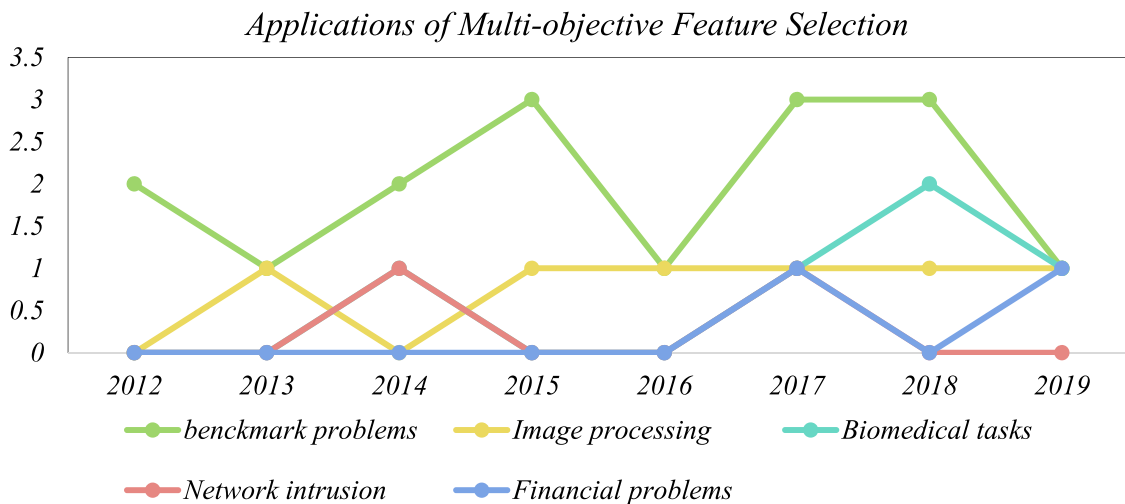 Applications of Multi-objective Feature Selection
3.5
3
2.5
2
1.5
1
0.5
0
2012 2013 2014 2015 2016 2017 2018 2019
benckmark problems Image processing Biomedical tasks
Network intrusion Financial problems